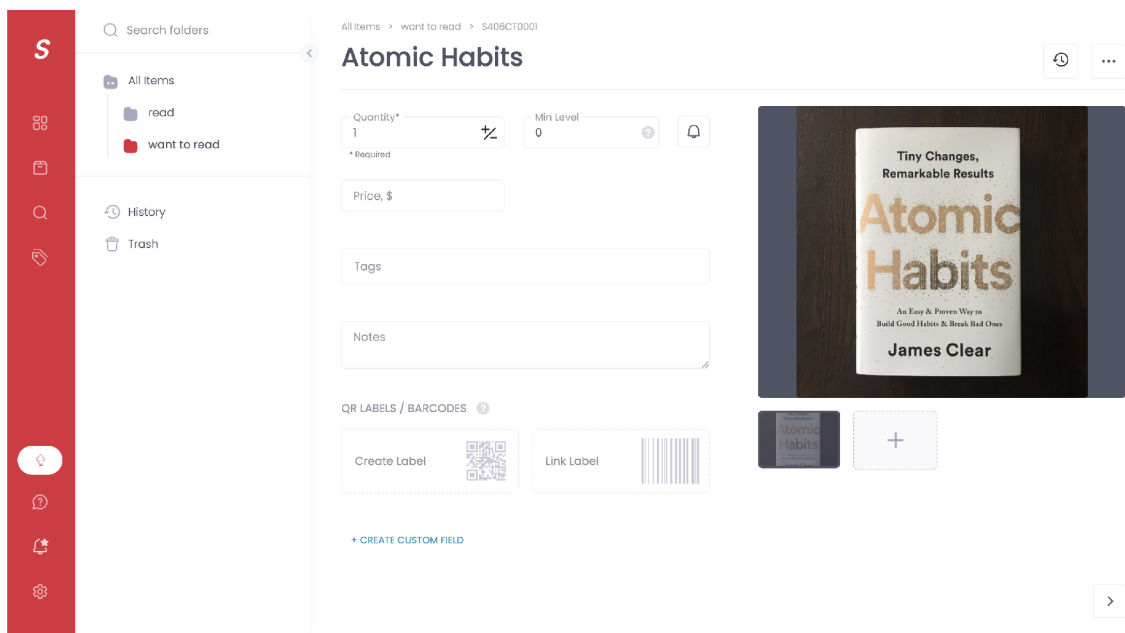 S
Search folders
All Items
read
want to read
History
Trash
All Items > want to read > S406CT0001
Atomic Habits
Quantity*
1
* Required
Min Level
0
Price, $
Tags
Notes
QR LABELS / BARCODES
Create Label
Link Label
+ CREATE CUSTOM FIELD
Tiny Changes,
Remarkable Results
Atomic
Habits
An Easy & Proven Way to
Build Good Habits & Break Bad Ones
James Clear
Atomic
Habits